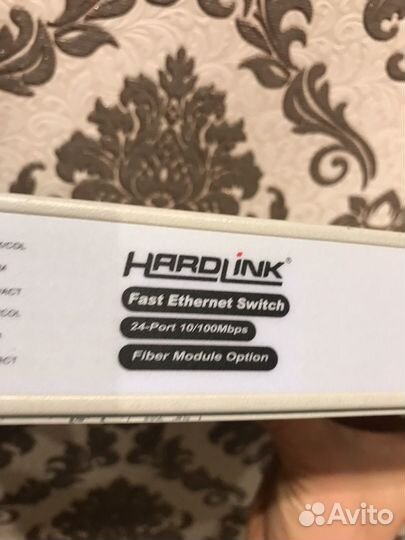 HARDLINK®
Fast Ethernet Switch
24-Port 10/100Mbps
Fiber Module Option
Avito